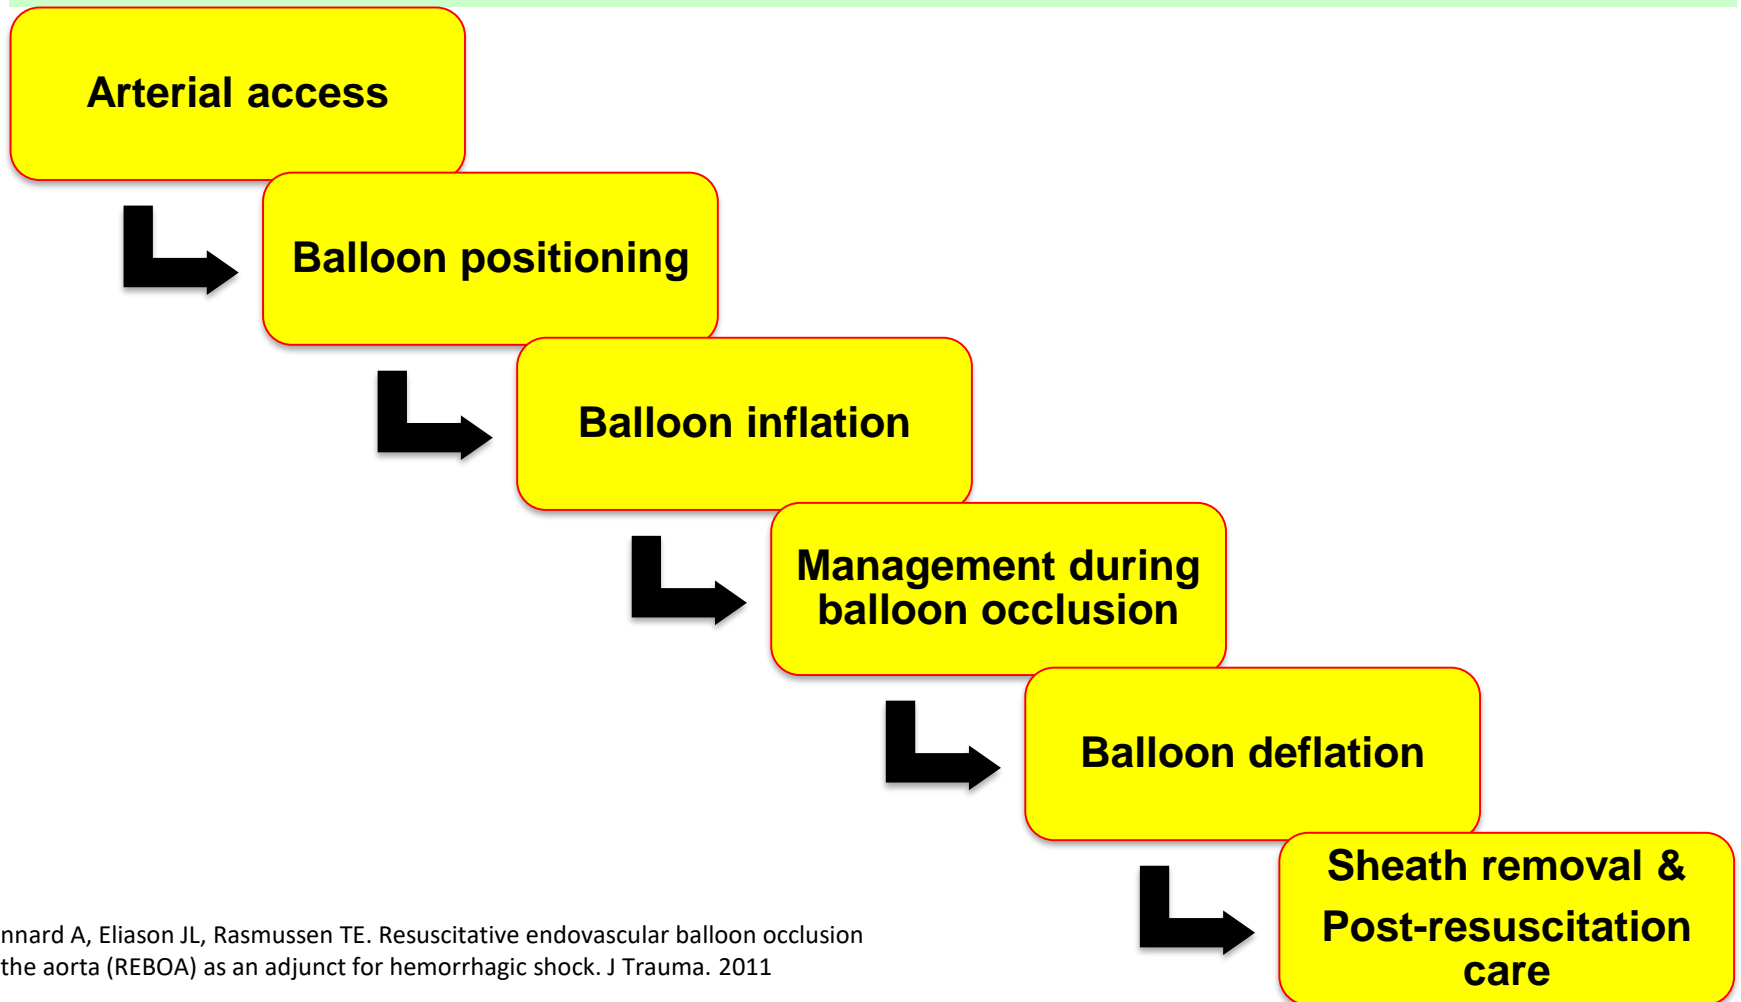 Arterial access
Balloon positioning
Balloon inflation
Management during
balloon occlusion
Balloon deflation
Sheath removal &
Post-resuscitation
care
nnard A, Eliason JL, Rasmussen TE. Resuscitative endovascular balloon occlusion
the aorta (REBOA) as an adjunct for hemorrhagic shock. J Trauma. 2011